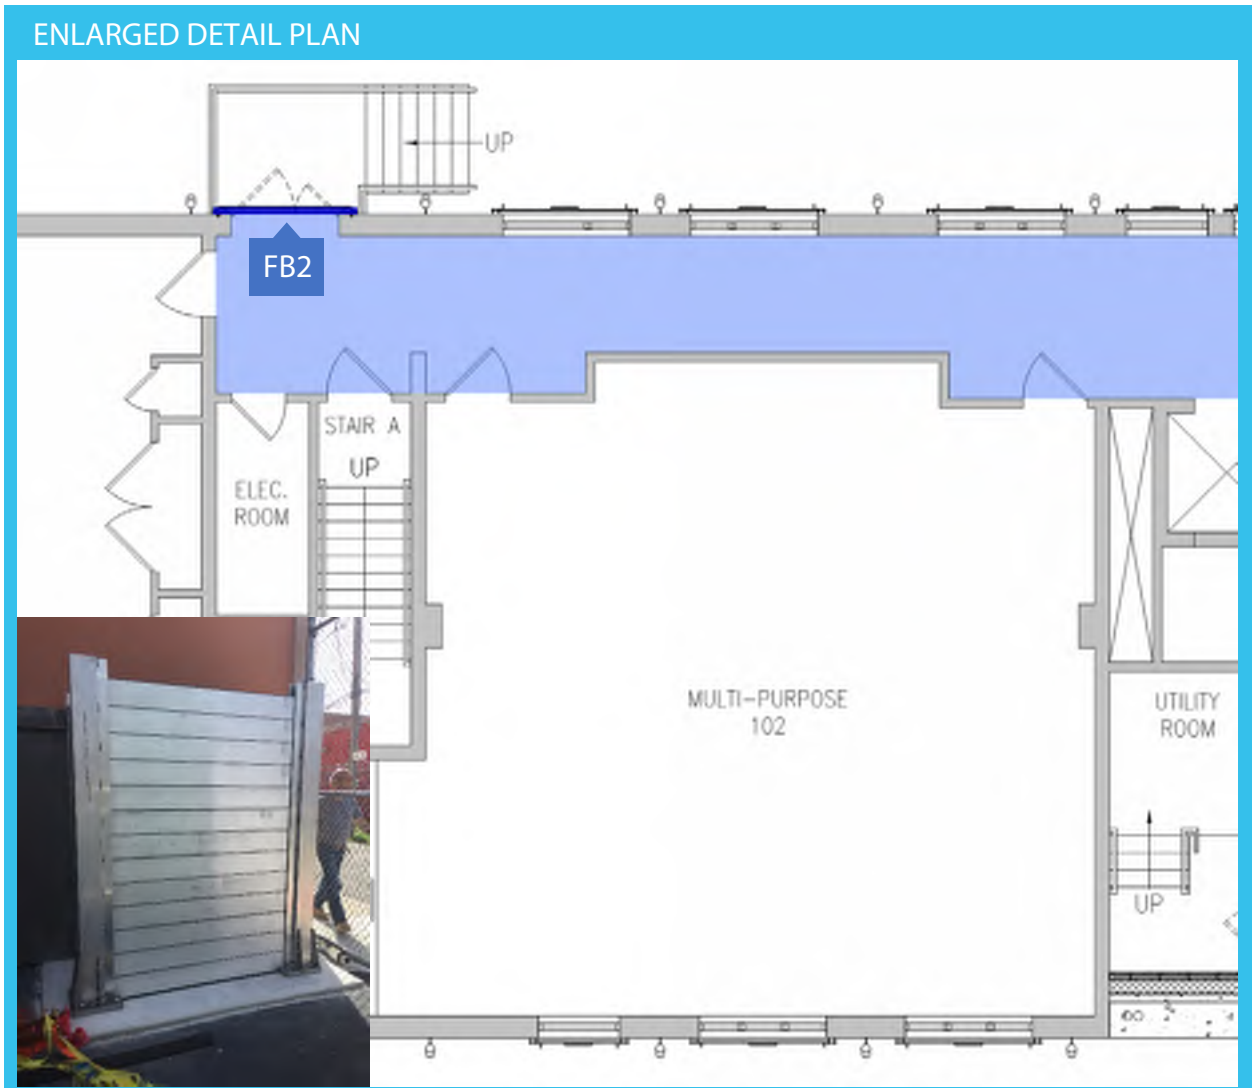 ENLARGED DETAIL PLAN
UP
FB2
STAIR A
UP
ELEC.
ROOM
MULTI-PURPOSE
102
UTILITY
ROOM
UP